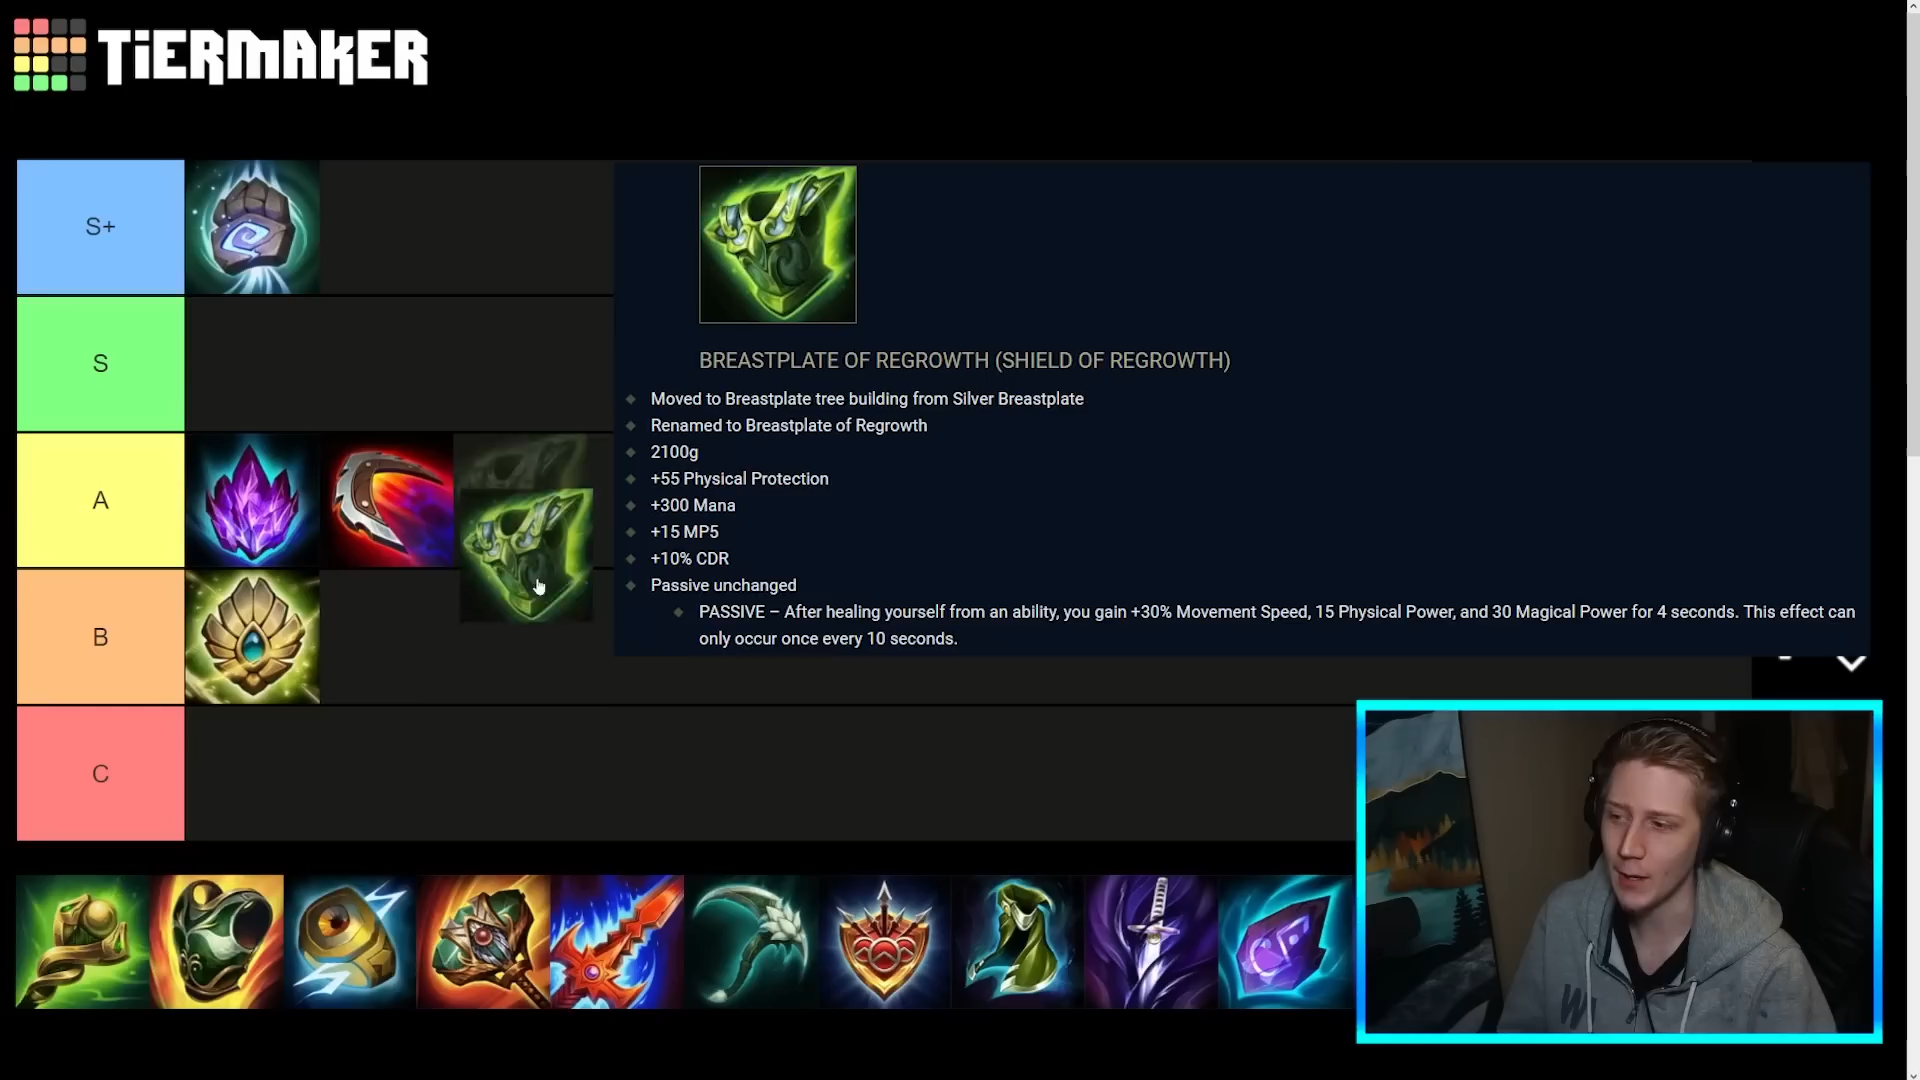 TiERMAKER
S+
BREASTPLATE OF REGROWTH (SHIELD OF REGROWTH)
S
Moved to Breastplate tree building from Silver Breastplate
Renamed to Breastplate of Regrowth
2100g
+55 Physical Protection
A
+300 Mana
+15 MP5
+10% CDR
Passive unchanged
PASSIVE – After healing yourself from an ability, you gain +30% Movement Speed, 15 Physical Power, and 30 Magical Power for 4 seconds. This effect can
only occur once every 10 seconds.
B
C